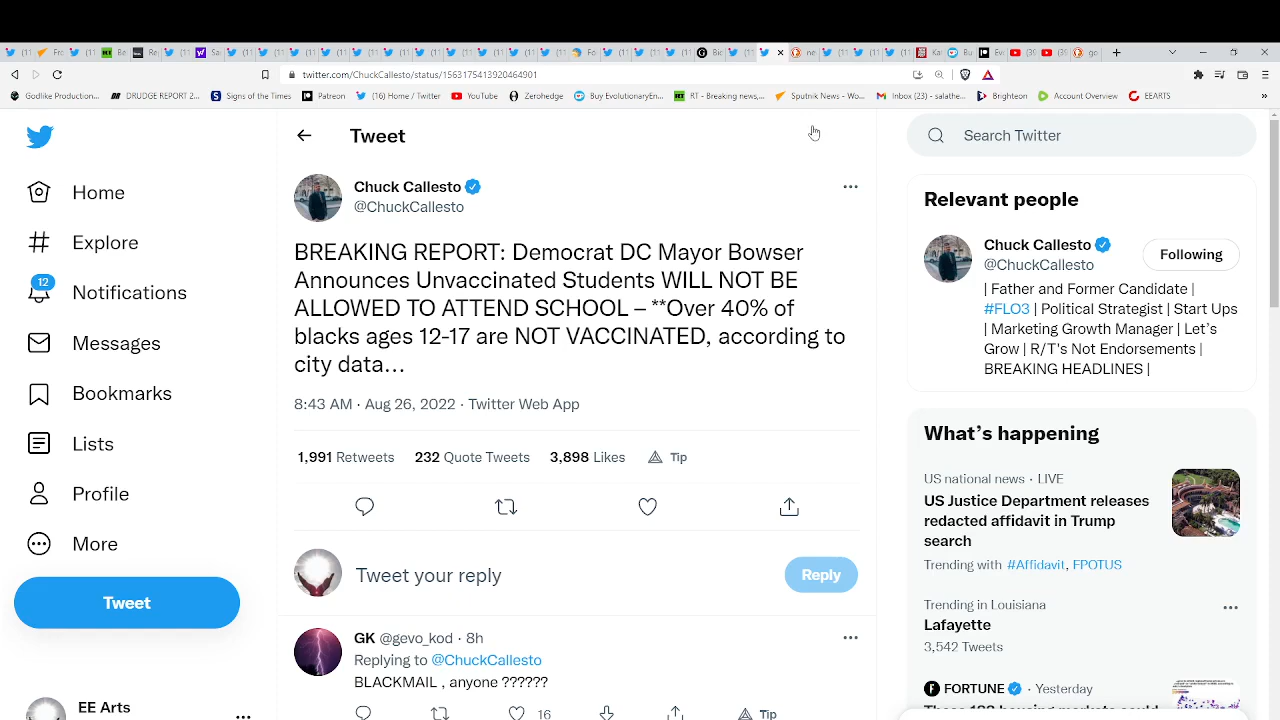 twitter.com/ChuckCallesto/status/1563175413920464901
Godlike Production...
DRUDGE REPORT 2...
Signs of the Times
Patreon
(16) Home / Twitter
YouTube
Zerohedge
Buy EvolutionaryEn...
RT - Breaking news,...
Sputnik News - Wo...
Inbox (23) - salathe...
Brighteon
Account Overview
EEARTS
»
Home
Explore
12
Notifications
Messages
Bookmarks
Lists
Profile
More
Tweet
EE Arts
Tweet
Chuck Callesto
@ChuckCallesto
BREAKING REPORT: Democrat DC Mayor Bowser
Announces Unvaccinated Students WILL NOT BE
ALLOWED TO ATTEND SCHOOL – **Over 40% of
blacks ages 12-17 are NOT VACCINATED, according to
city data...
8:43 AM · Aug 26, 2022 · Twitter Web App
1,991 Retweets 232 Quote Tweets 3,898 Likes Tip
Tweet your reply
Reply
GK @gevo_kod · 8h
Replying to @ChuckCallesto
BLACKMAIL , anyone ??????
16
Tip
Search Twitter
Relevant people
Chuck Callesto
@ChuckCallesto
Following
| Father and Former Candidate |
#FLO3 | Political Strategist | Start Ups
| Marketing Growth Manager | Let's
Grow | R/T's Not Endorsements |
BREAKING HEADLINES |
What's happening
US national news · LIVE
US Justice Department releases
redacted affidavit in Trump
search
Trending with #Affidavit, FPOTUS
Trending in Louisiana
Lafayette
3,542 Tweets
FORTUNE · Yesterday